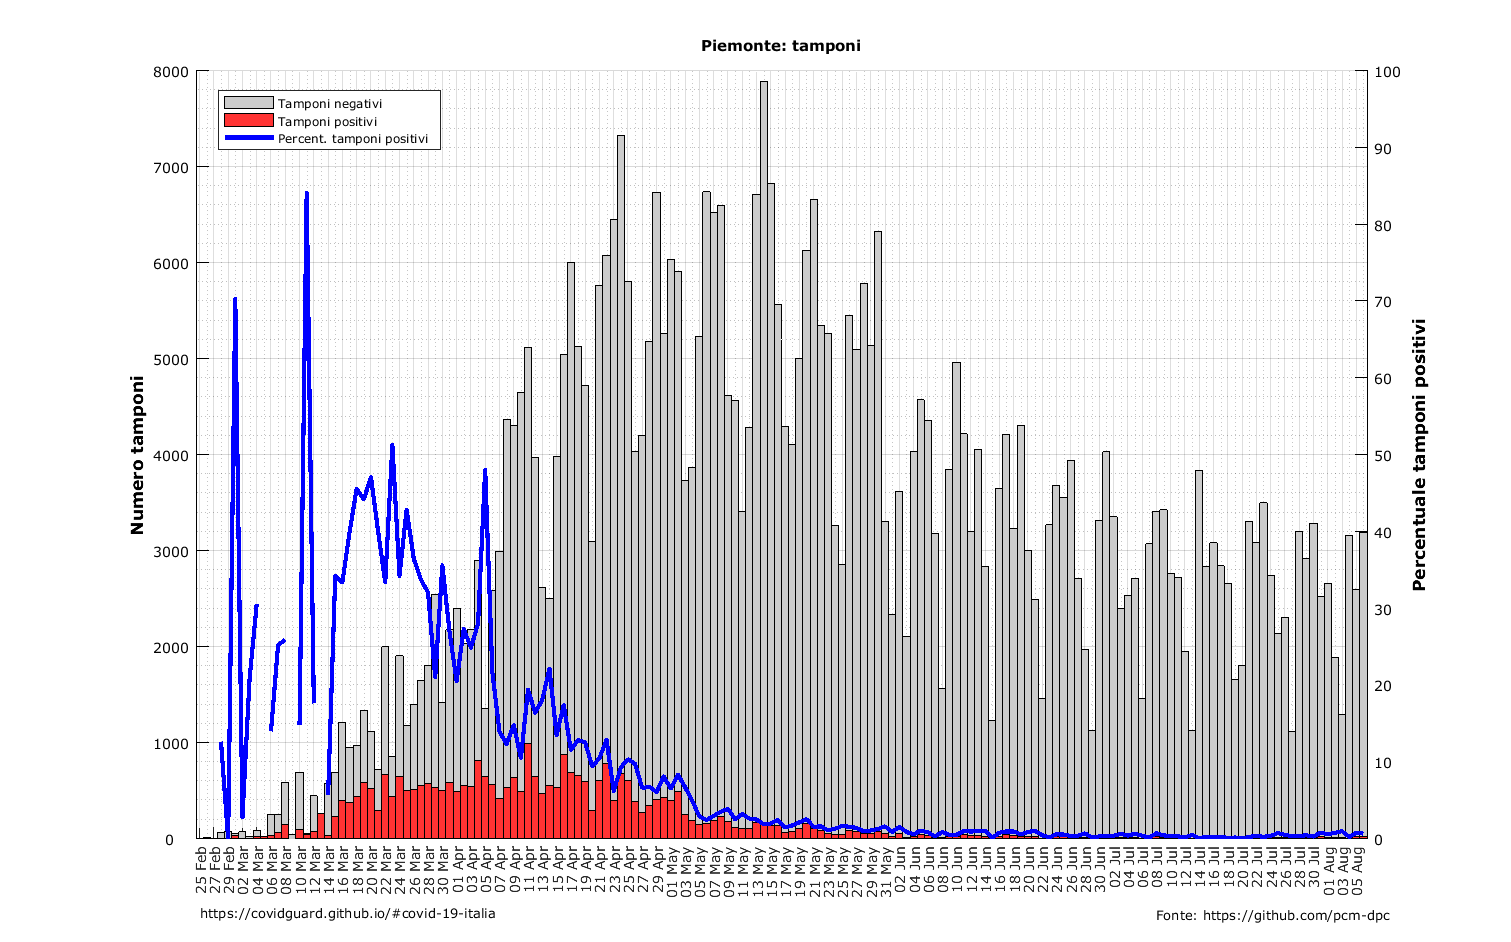 Piemonte: tamponi
8000
7000
6000
5000
4000
3000
2000
1000
0
100
90
80
70
60
50
40
30
20
10
0
Tamponi negativi
Tamponi positivi
Percent. tamponi positivi
Numero tamponi
Percentuale tamponi positivi
25 Feb
27 Feb
29 Feb
02 Mar
04 Mar
06 Mar
08 Mar
10 Mar
12 Mar
14 Mar
16 Mar
18 Mar
20 Mar
22 Mar
24 Mar
26 Mar
28 Mar
30 Mar
01 Apr
03 Apr
05 Apr
07 Apr
09 Apr
11 Apr
13 Apr
15 Apr
17 Apr
19 Apr
21 Apr
23 Apr
25 Apr
27 Apr
29 Apr
01 May
03 May
05 May
07 May
09 May
11 May
13 May
15 May
17 May
19 May
21 May
23 May
25 May
27 May
29 May
31 May
02 Jun
04 Jun
06 Jun
08 Jun
10 Jun
12 Jun
14 Jun
16 Jun
18 Jun
20 Jun
22 Jun
24 Jun
26 Jun
28 Jun
30 Jun
02 Jul
04 Jul
06 Jul
08 Jul
10 Jul
12 Jul
14 Jul
16 Jul
18 Jul
20 Jul
22 Jul
24 Jul
26 Jul
28 Jul
30 Jul
01 Aug
03 Aug
05 Aug
https://covidguard.github.io/#covid-19-italia
Fonte: https://github.com/pcm-dpc